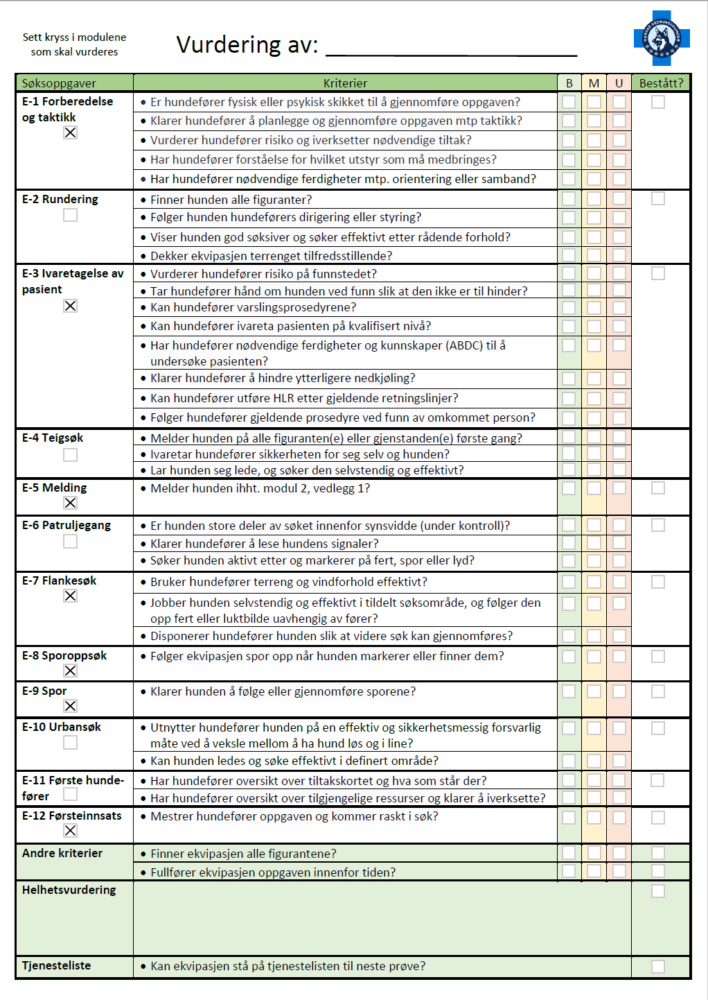 Sett kryss i modulene
som skal vurderes
Vurdering av: ____________________
NORSKE REDNINGSHUNDER
Søksoppgaver Kriterier B M U Bestått?
E-1 Forberedelse
og taktikk
• Er hundefører fysisk eller psykisk skikket til å gjennomføre oppgaven?
• Klarer hundefører å planlegge og gjennomføre oppgaven mtp taktikk?
• Vurderer hundefører risiko og iverksetter nødvendige tiltak?
• Har hundefører forståelse for hvilket utstyr som må medbringes?
• Har hundefører nødvendige ferdigheter mtp. orientering eller samband?
E-2 Rundering
• Finner hunden alle figuranter?
• Følger hunden hundeførers dirigering eller styring?
• Viser hunden god søksiver og søker effektivt etter rådende forhold?
• Dekker ekvipasjen terrenget tilfredsstillende?
E-3 Ivaretagelse av
pasient
• Vurderer hundefører risiko på funnstedet?
• Tar hundefører hånd om hunden ved funn slik at den ikke er til hinder?
• Kan hundefører varslingsprosedyrene?
• Kan hundefører ivareta pasienten på kvalifisert nivå?
• Har hundefører nødvendige ferdigheter og kunnskaper (ABDC) til å
undersøke pasienten?
• Klarer hundefører å hindre ytterligere nedkjøling?
• Kan hundefører utføre HLR etter gjeldende retningslinjer?
• Følger hundefører gjeldende prosedyre ved funn av omkommet person?
E-4 Teigsøk
• Melder hunden på alle figuranten(e) eller gjenstanden(e) første gang?
• Ivaretar hundefører sikkerheten for seg selv og hunden?
• Lar hunden seg lede, og søker den selvstendig og effektivt?
E-5 Melding
• Melder hunden ihht. modul 2, vedlegg 1?
E-6 Patruljegang
• Er hunden store deler av søket innenfor synsvidde (under kontroll)?
• Klarer hundefører å lese hundens signaler?
• Søker hunden aktivt etter og markerer på fert, spor eller lyd?
E-7 Flankesøk
• Bruker hundefører terreng og vindforhold effektivt?
• Jobber hunden selvstendig og effektivt i tildelt søksområde, og følger den
opp fert eller luktbilde uavhengig av fører?
• Disponerer hundefører hunden slik at videre søk kan gjennomføres?
E-8 Sporoppsøk
• Følger ekvipasjen spor opp når hunden markerer eller finner dem?
E-9 Spor
• Klarer hunden å følge eller gjennomføre sporene?
E-10 Urbansøk
• Utnytter hundefører hunden på en effektiv og sikkerhetsmessig forsvarlig
måte ved å veksle mellom å ha hund løs og i line?
• Kan hunden ledes og søke effektivt i definert område?
E-11 Første hunde-
fører
• Har hundefører oversikt over tiltakskortet og hva som står der?
• Har hundefører oversikt over tilgjengelige ressurser og klarer å iverksette?
E-12 Førsteinnsats
• Mestrer hundefører oppgaven og kommer raskt i søk?
Andre kriterier
• Finner ekvipasjen alle figurantene?
• Fullfører ekvipasjen oppgaven innenfor tiden?
Helhetsvurdering
Tjenesteliste
• Kan ekvipasjen stå på tjenestelisten til neste prøve?